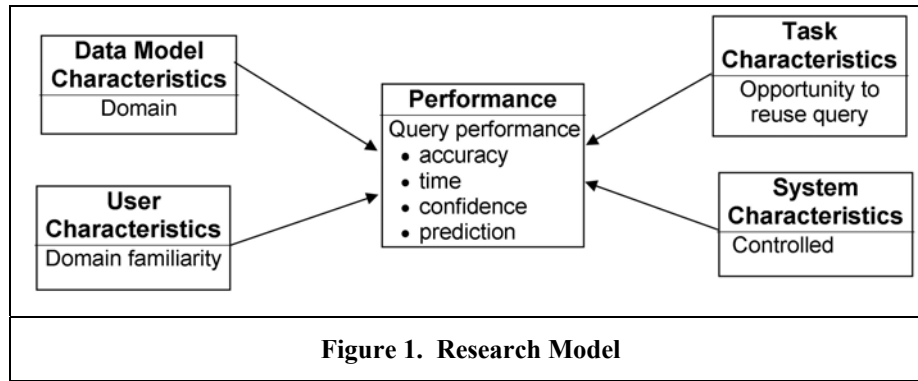 Data Model
Characteristics
Domain
User
Characteristics
Domain familiarity
Performance
Query performance
• accuracy
• time
• confidence
• prediction
Task
Characteristics
Opportunity to
reuse query
System
Characteristics
Controlled
Figure 1. Research Model